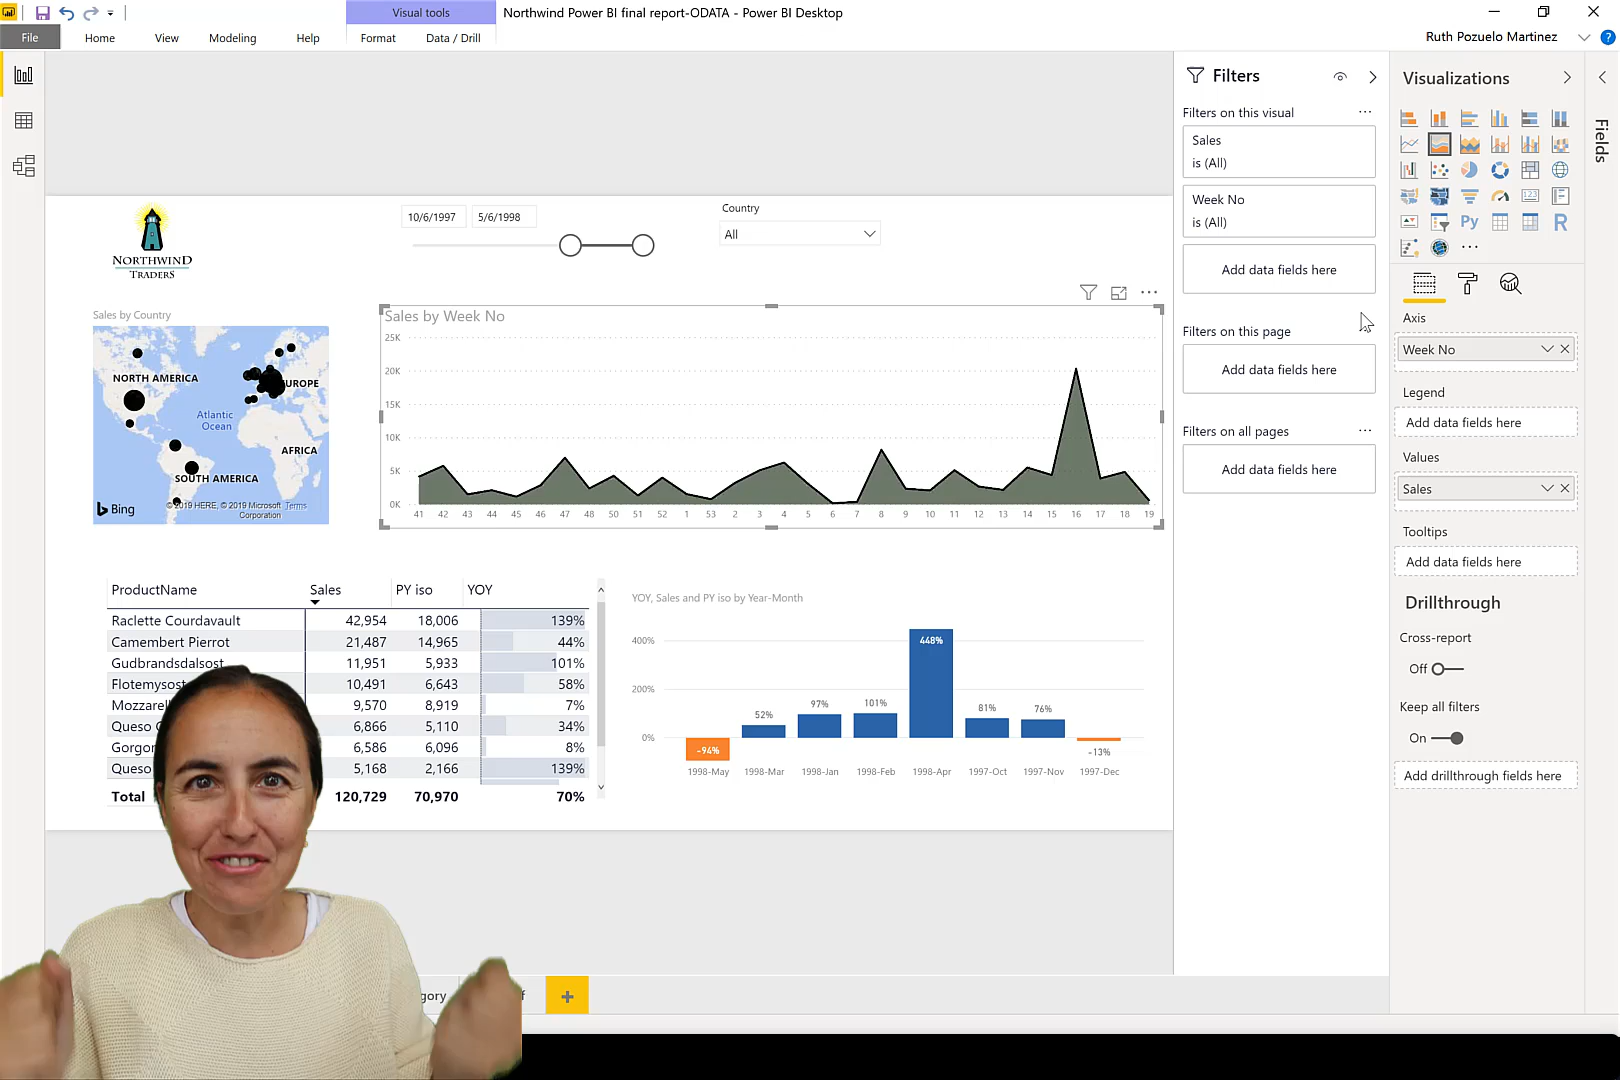 Visual tools
Northwind Power BI final report-ODATA - Power BI Desktop
File
Home
View
Modeling
Help
Format
Data / Drill
Ruth Pozuelo Martinez
?
NORTHWIND
TRADERS
10/6/1997
5/6/1998
Country
All
Sales by Country
NORTH AMERICA
EUROPE
Atlantic
Ocean
AFRICA
SOUTH AMERICA
Bing
© 2019 HERE, © 2019 Microsoft Corporation
Terms
Sales by Week No
25K
20K
15K
10K
5K
0K
41 42 43 44 45 46 47 48 50 51 52 1 53 2 3 4 5 6 7 8 9 10 11 12 13 14 15 16 17 18 19
ProductName Sales PY iso YOY
Raclette Courdavault 42,954 18,006 139%
Camembert Pierrot 21,487 14,965 44%
Gudbrandsdalsost 11,951 5,933 101%
Flotemysost 10,491 6,643 58%
Mozzarell 9,570 8,919 7%
Queso 6,866 5,110 34%
Gorgon 6,586 6,096 8%
Queso 5,168 2,166 139%
Total 120,729 70,970 70%
YOY, Sales and PY iso by Year-Month
400%
200%
0%
-94%
52%
97%
101%
448%
81%
76%
-13%
1998-May 1998-Mar 1998-Jan 1998-Feb 1998-Apr 1997-Oct 1997-Nov 1997-Dec
gory
f
+
Filters
Filters on this visual
Sales
is (All)
Week No
is (All)
Add data fields here
Filters on this page
Add data fields here
Filters on all pages
Add data fields here
Visualizations
Py
R
123
Axis
Week No
Legend
Add data fields here
Values
Sales
Tooltips
Add data fields here
Drillthrough
Cross-report
Off
Keep all filters
On
Add drillthrough fields here
Fields